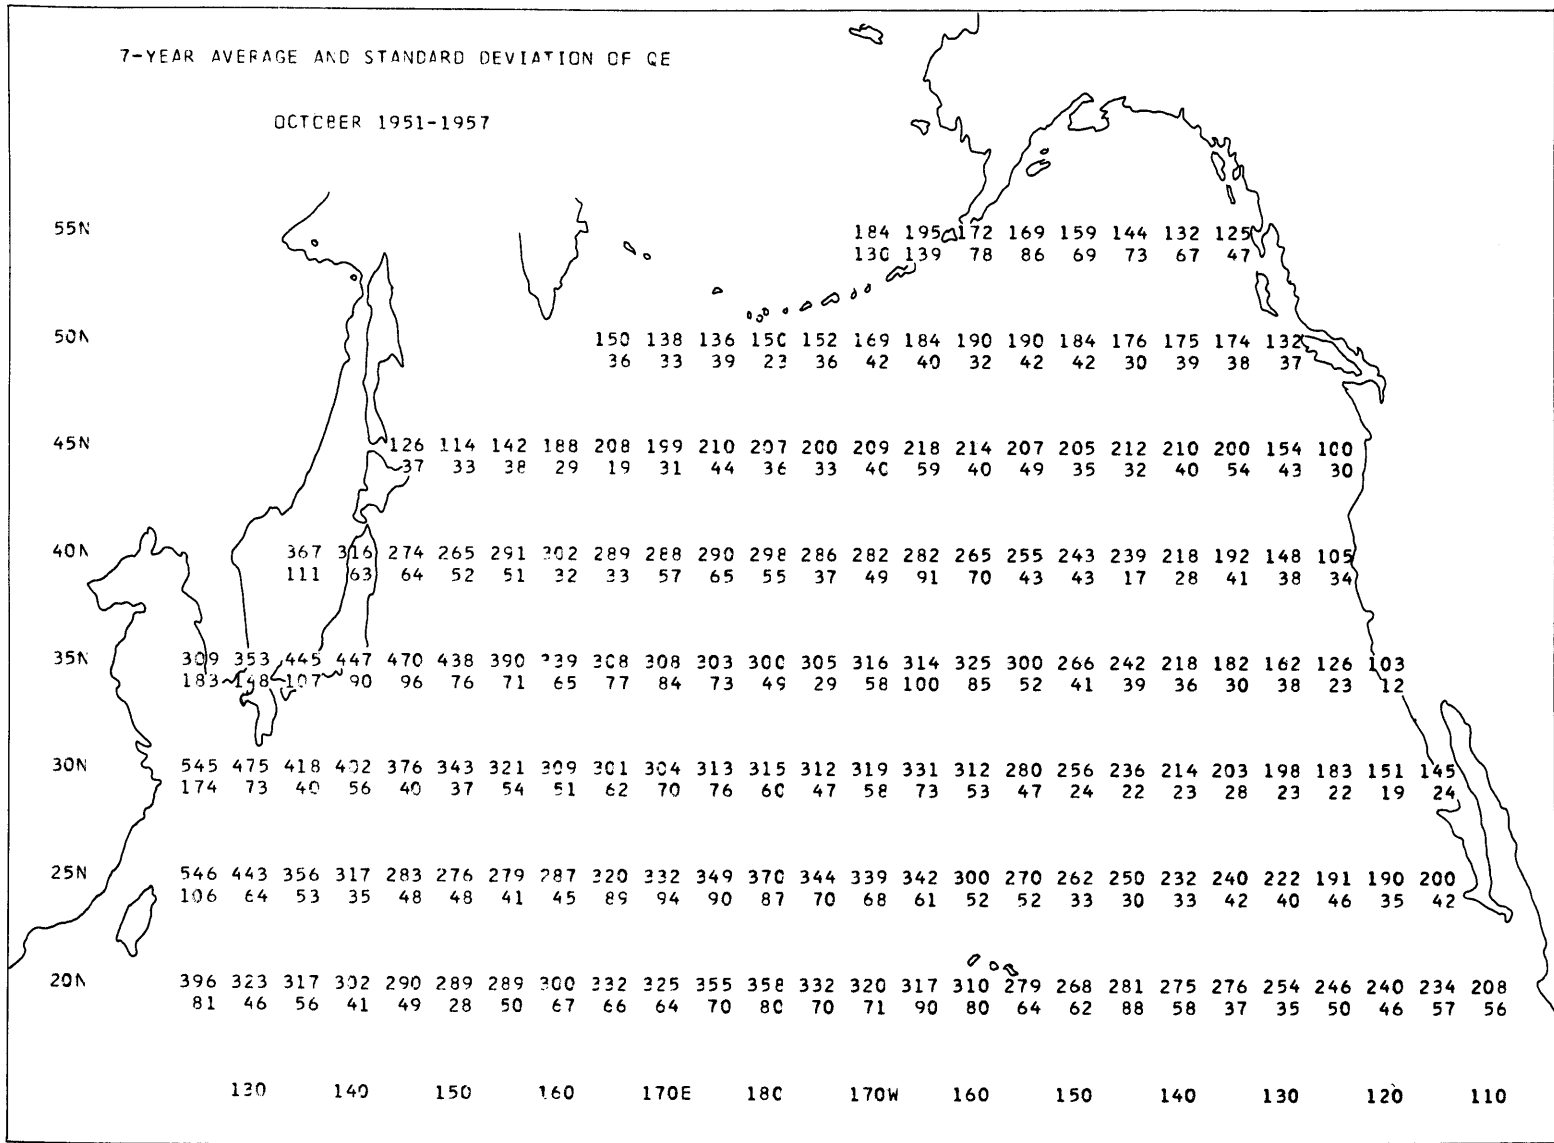 7-YEAR AVERAGE AND STANDARD DEVIATION OF QE
OCTOBER 1951-1957
55N 184 195 172 169 159 144 132 125
130 139 78 86 69 73 67 47
50N 150 138 136 150 152 169 184 190 190 184 176 175 174 132
36 33 39 23 36 42 40 32 42 42 30 39 38 37
45N 126 114 142 188 208 199 210 207 200 209 218 214 207 205 212 210 200 154 100
37 33 38 29 19 31 44 36 33 40 59 40 49 35 32 40 54 43 30
40N 367 316 274 265 291 302 289 288 290 298 286 282 282 265 255 243 239 218 192 148 105
111 63 64 52 51 32 33 57 65 55 37 49 91 70 43 43 17 28 41 38 34
35N 309 353 445 447 470 438 390 339 308 308 303 300 305 316 314 325 300 266 242 218 182 162 126 103
183 148 107 90 96 76 71 65 77 84 73 49 29 58 100 85 52 41 39 36 30 38 23 12
30N 545 475 418 402 376 343 321 309 301 304 313 315 312 319 331 312 280 256 236 214 203 198 183 151 145
174 73 40 56 40 37 54 51 62 70 76 60 47 58 73 53 47 24 22 23 28 23 22 19 24
25N 546 443 356 317 283 276 279 287 320 332 349 370 344 339 342 300 270 262 250 232 240 222 191 190 200
106 64 53 35 48 48 41 45 89 94 90 87 70 68 61 52 52 33 30 33 42 40 46 35 42
20N 396 323 317 302 290 289 289 300 332 325 355 358 332 320 317 310 279 268 281 275 276 254 246 240 234 208
81 46 56 41 49 28 50 67 66 64 70 80 70 71 90 80 64 62 88 58 37 35 50 46 57 56
130 140 150 160 170E 180 170W 160 150 140 130 120 110